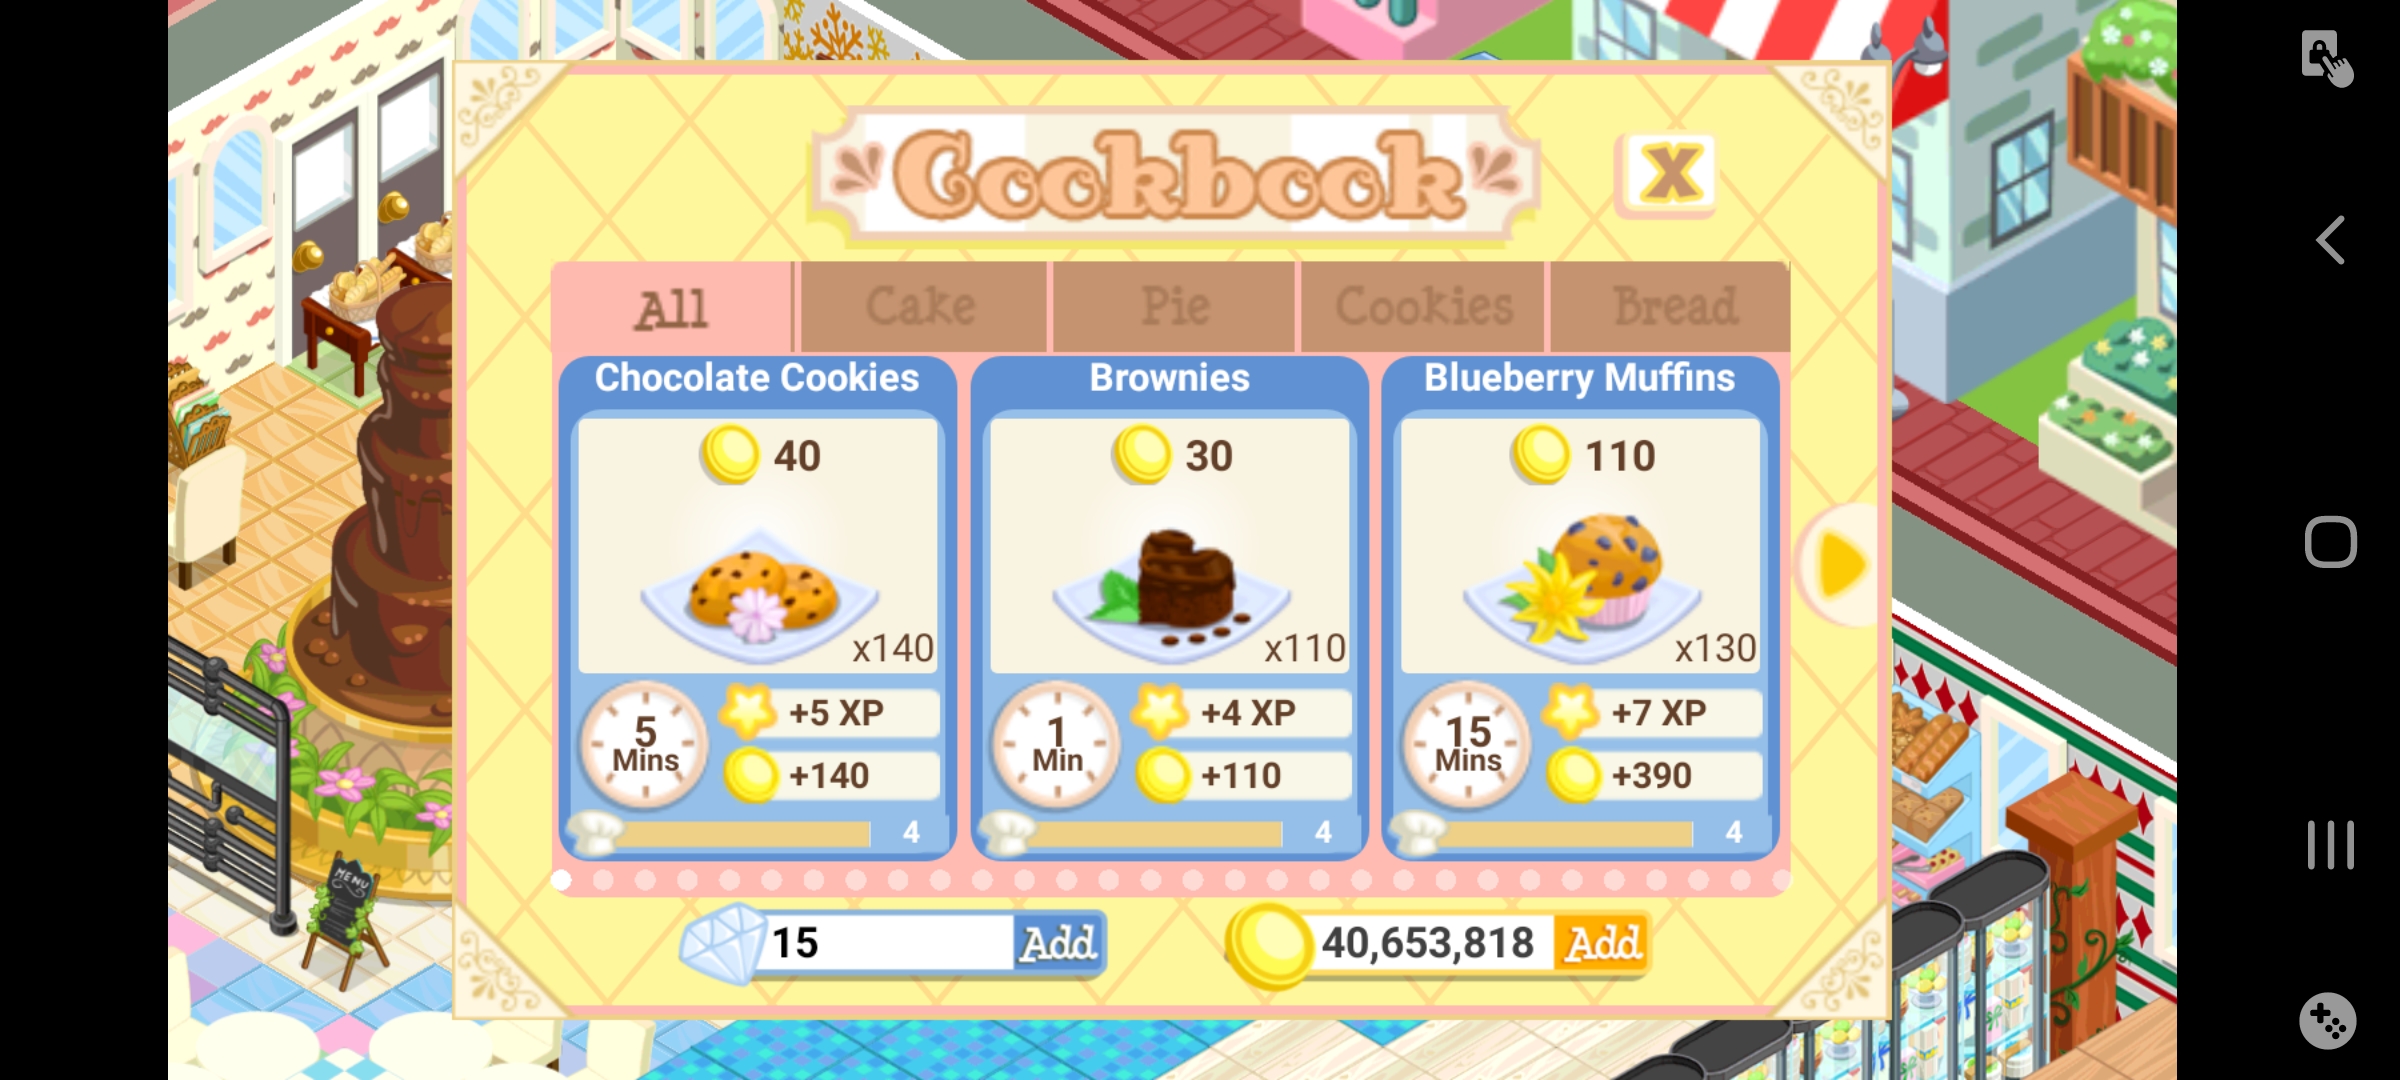 Cookbook
X
All Cake Pie Cookies Bread
Chocolate Cookies Brownies Blueberry Muffins
40 30 110
x140 x110 x130
5 Mins +5 XP 1 Min +4 XP 15 Mins +7 XP
+140 +110 +390
4 4 4
MENU
15 Add 40,653,818 Add